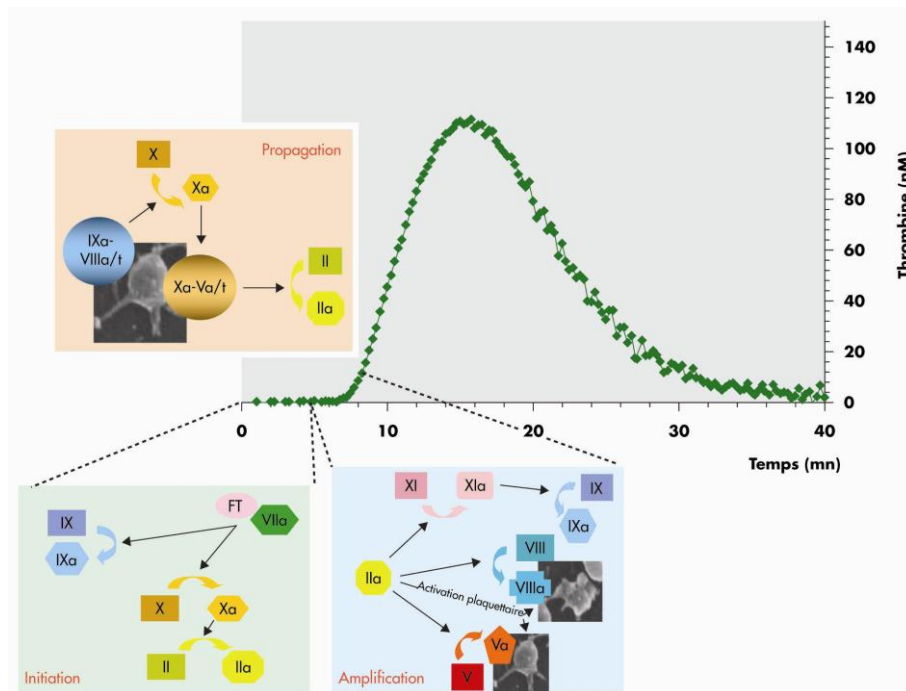 Propagation
X
Xa
IXa-
VIIIa/t
Xa-Va/t
II
IIa
140
120
100
80
60
40
20
0
Thrombine (nM)
0
10
20
30
40
Temps (mn)
FT
VIIa
IX
IXa
X
Xa
II
IIa
Initiation
XI
XIa
IX
IXa
VIII
VIIIa
IIa
Activation plaquettaire
Va
V
Amplification